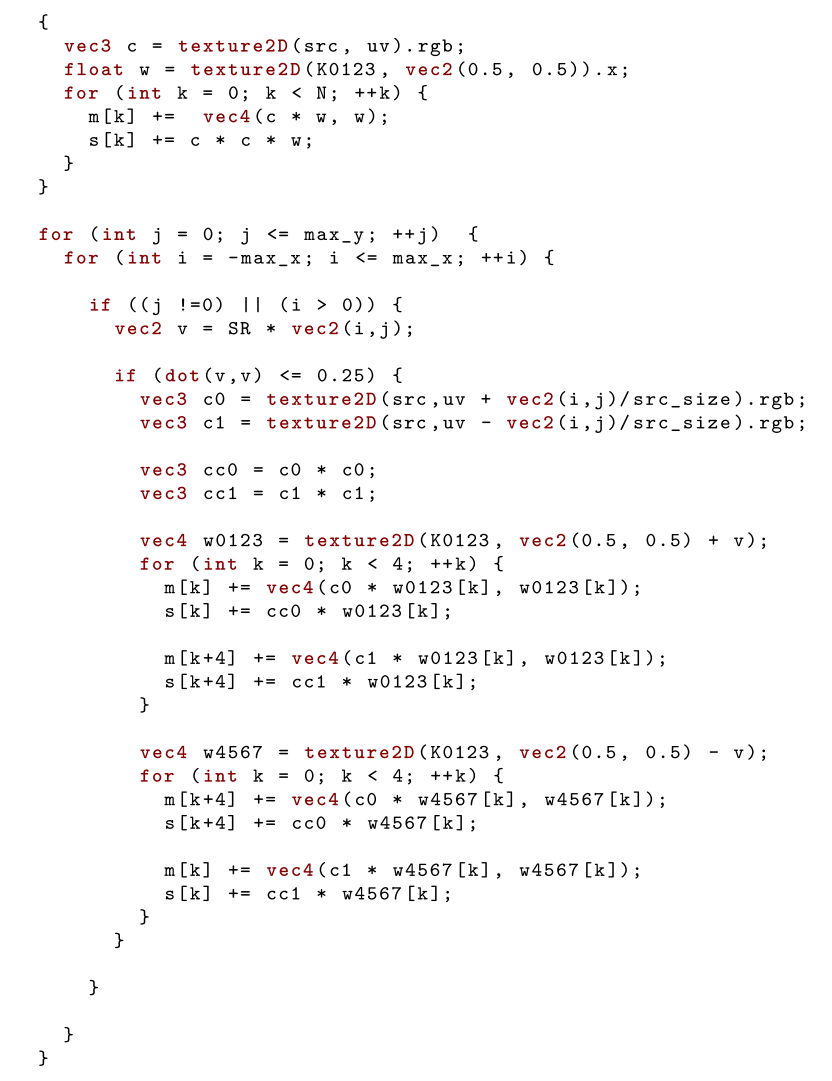 {
  vec3 c = texture2D(src, uv).rgb;
  float w = texture2D(K0123, vec2(0.5, 0.5)).x;
  for (int k = 0; k < N; ++k) {
    m[k] +=  vec4(c * w, w);
    s[k] += c * c * w;
  }
}

for (int j = 0; j <= max_y; ++j)  {
  for (int i = -max_x; i <= max_x; ++i) {

    if ((j !=0) || (i > 0)) {
      vec2 v = SR * vec2(i,j);

      if (dot(v,v) <= 0.25) {
        vec3 c0 = texture2D(src,uv + vec2(i,j)/src_size).rgb;
        vec3 c1 = texture2D(src,uv - vec2(i,j)/src_size).rgb;

        vec3 cc0 = c0 * c0;
        vec3 cc1 = c1 * c1;

        vec4 w0123 = texture2D(K0123, vec2(0.5, 0.5) + v);
        for (int k = 0; k < 4; ++k) {
          m[k] += vec4(c0 * w0123[k], w0123[k]);
          s[k] += cc0 * w0123[k];

          m[k+4] += vec4(c1 * w0123[k], w0123[k]);
          s[k+4] += cc1 * w0123[k];
        }

        vec4 w4567 = texture2D(K0123, vec2(0.5, 0.5) - v);
        for (int k = 0; k < 4; ++k) {
          m[k+4] += vec4(c0 * w4567[k], w4567[k]);
          s[k+4] += cc0 * w4567[k];

          m[k] += vec4(c1 * w4567[k], w4567[k]);
          s[k] += cc1 * w4567[k];
        }
      }

    }

  }
}